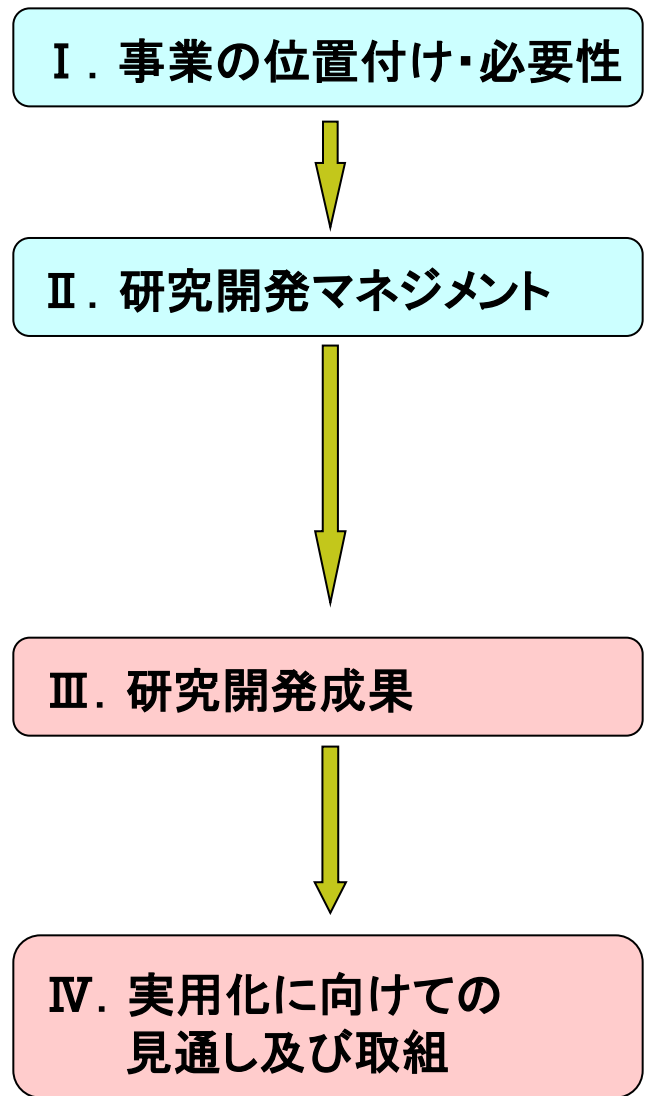 Ⅰ. 事業の位置付け・必要性
Ⅱ. 研究開発マネジメント
Ⅲ. 研究開発成果
Ⅳ. 実用化に向けての
見通し及び取組